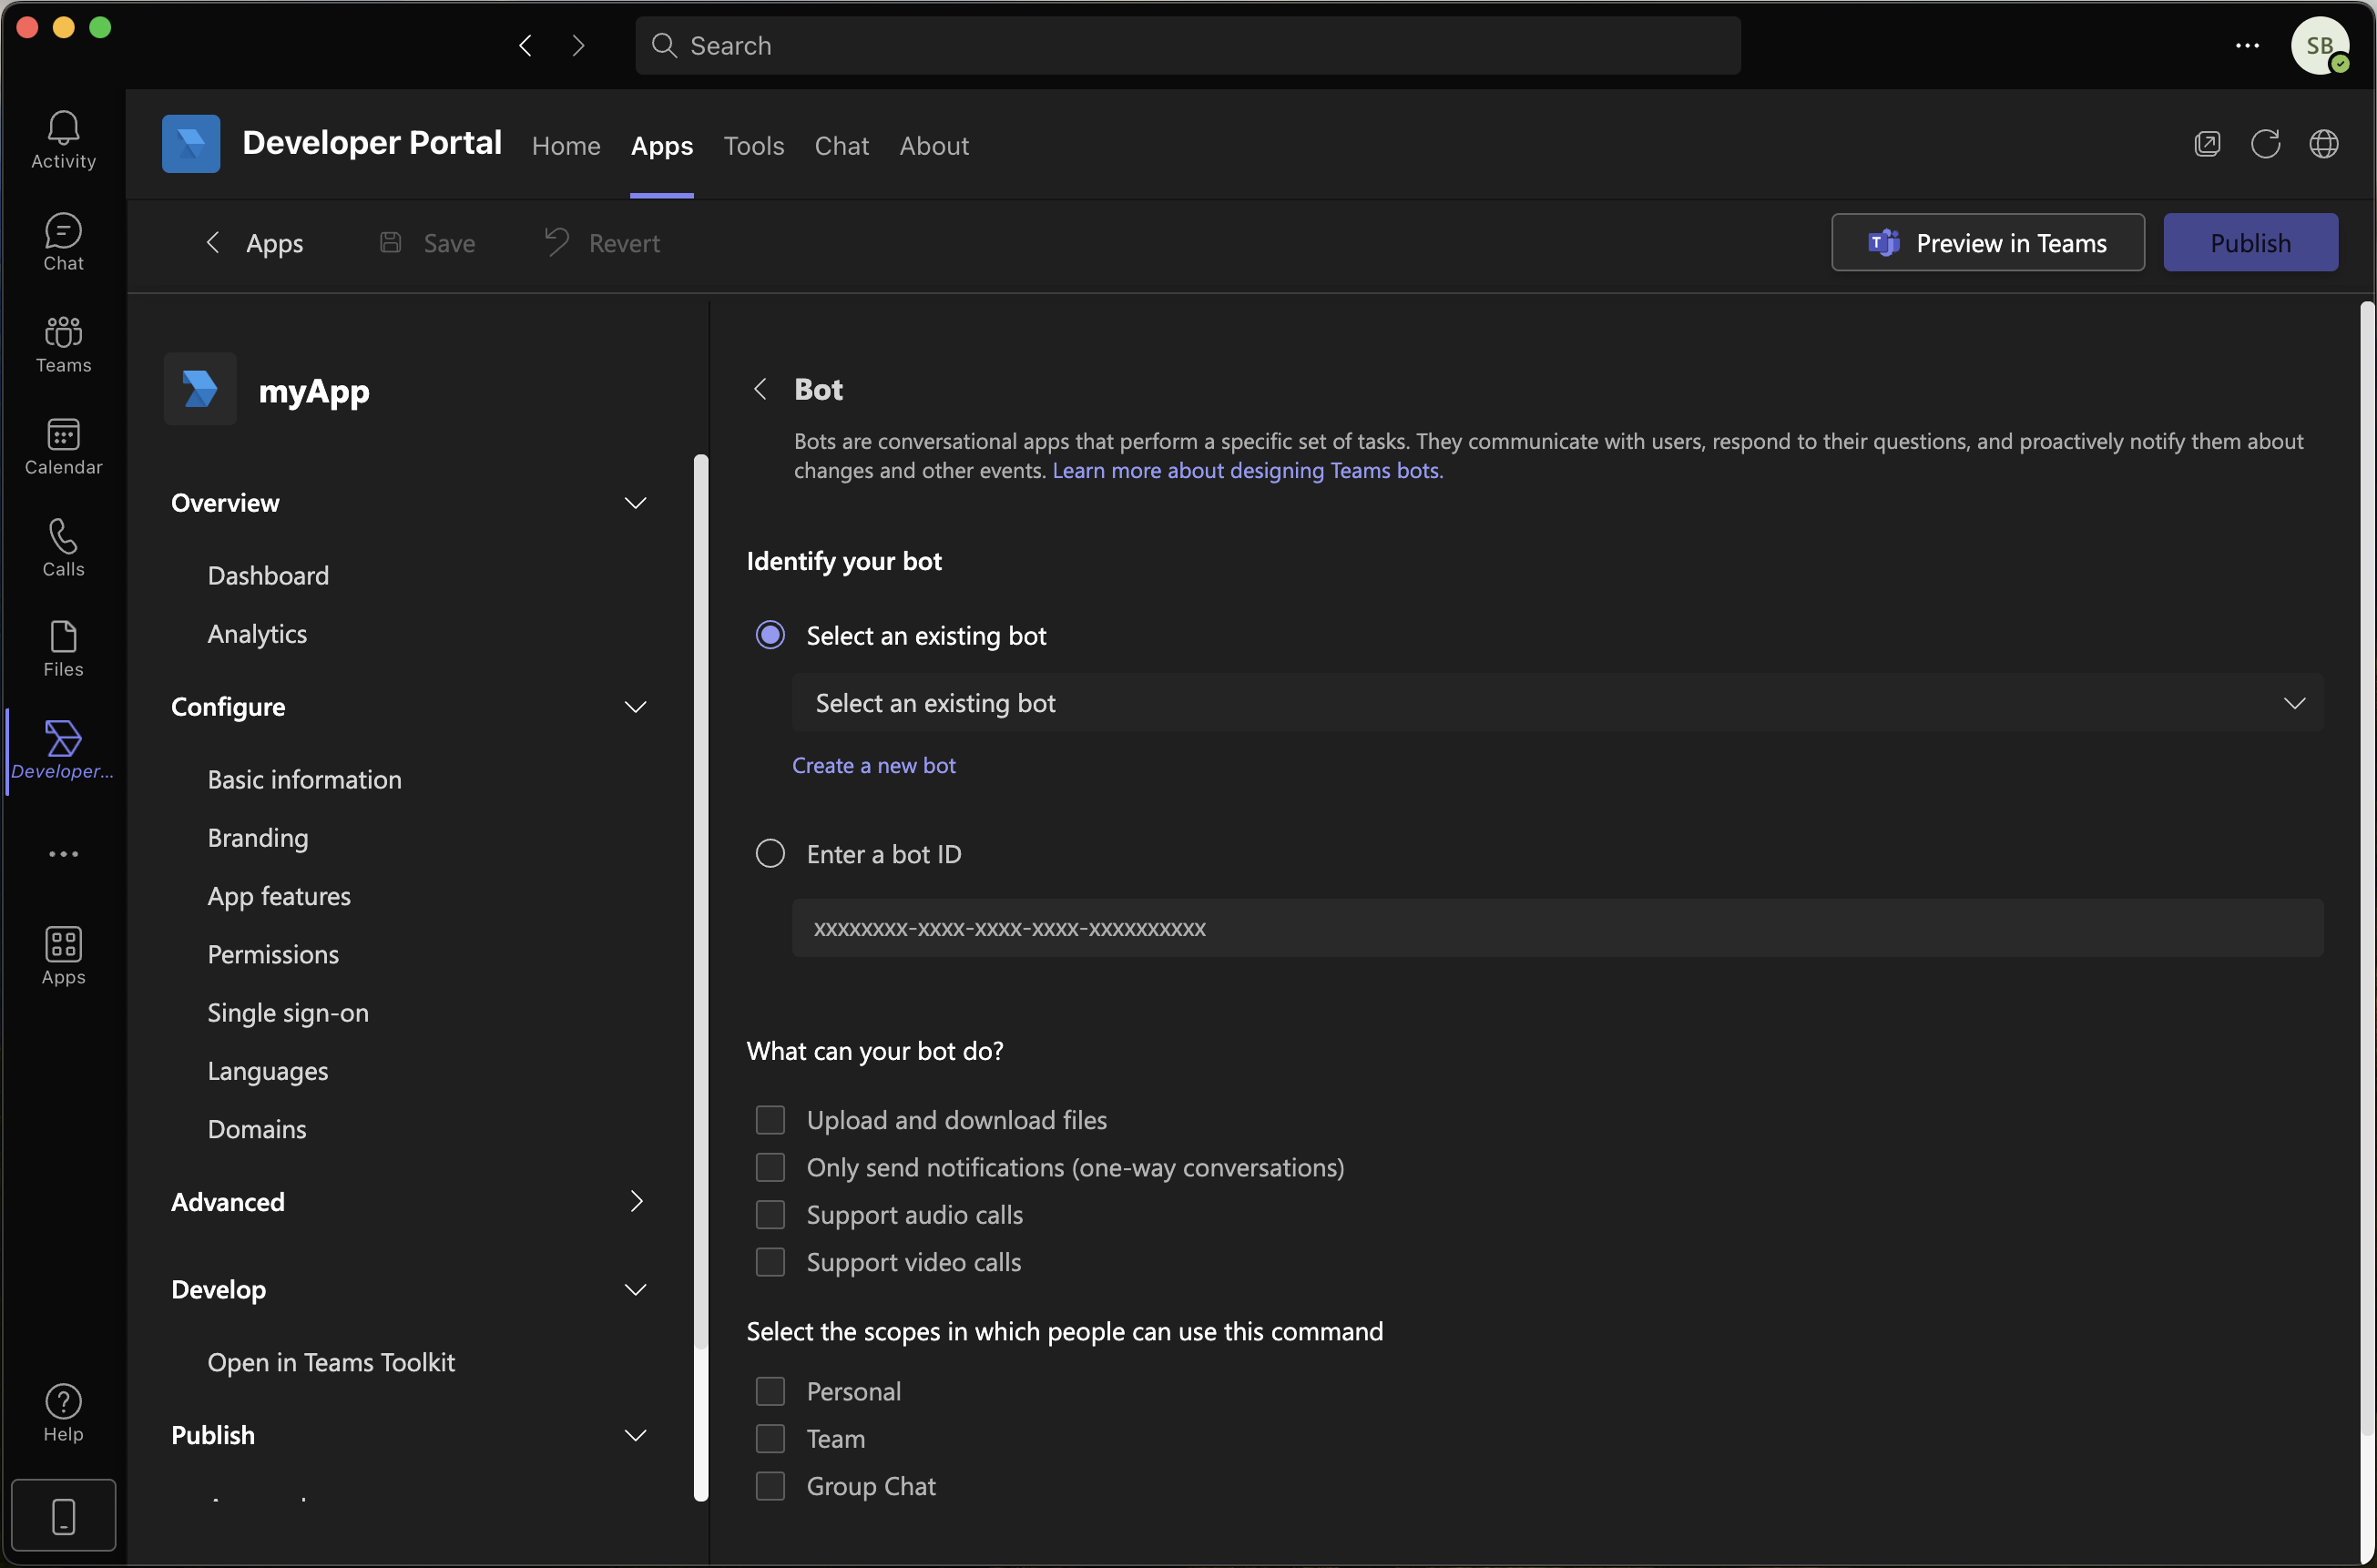 Search
SB
Activity
Chat
Teams
Calendar
Calls
Files
Developer...
Apps
Help
Developer Portal
Home
Apps
Tools
Chat
About
Apps
Save
Revert
Preview in Teams
Publish
myApp
Overview
Dashboard
Analytics
Configure
Basic information
Branding
App features
Permissions
Single sign-on
Languages
Domains
Advanced
Develop
Open in Teams Toolkit
Publish
Bot
Bots are conversational apps that perform a specific set of tasks. They communicate with users, respond to their questions, and proactively notify them about
changes and other events. Learn more about designing Teams bots.
Identify your bot
Select an existing bot
Select an existing bot
Create a new bot
Enter a bot ID
xxxxxxxx-xxxx-xxxx-xxxx-xxxxxxxxxx
What can your bot do?
Upload and download files
Only send notifications (one-way conversations)
Support audio calls
Support video calls
Select the scopes in which people can use this command
Personal
Team
Group Chat